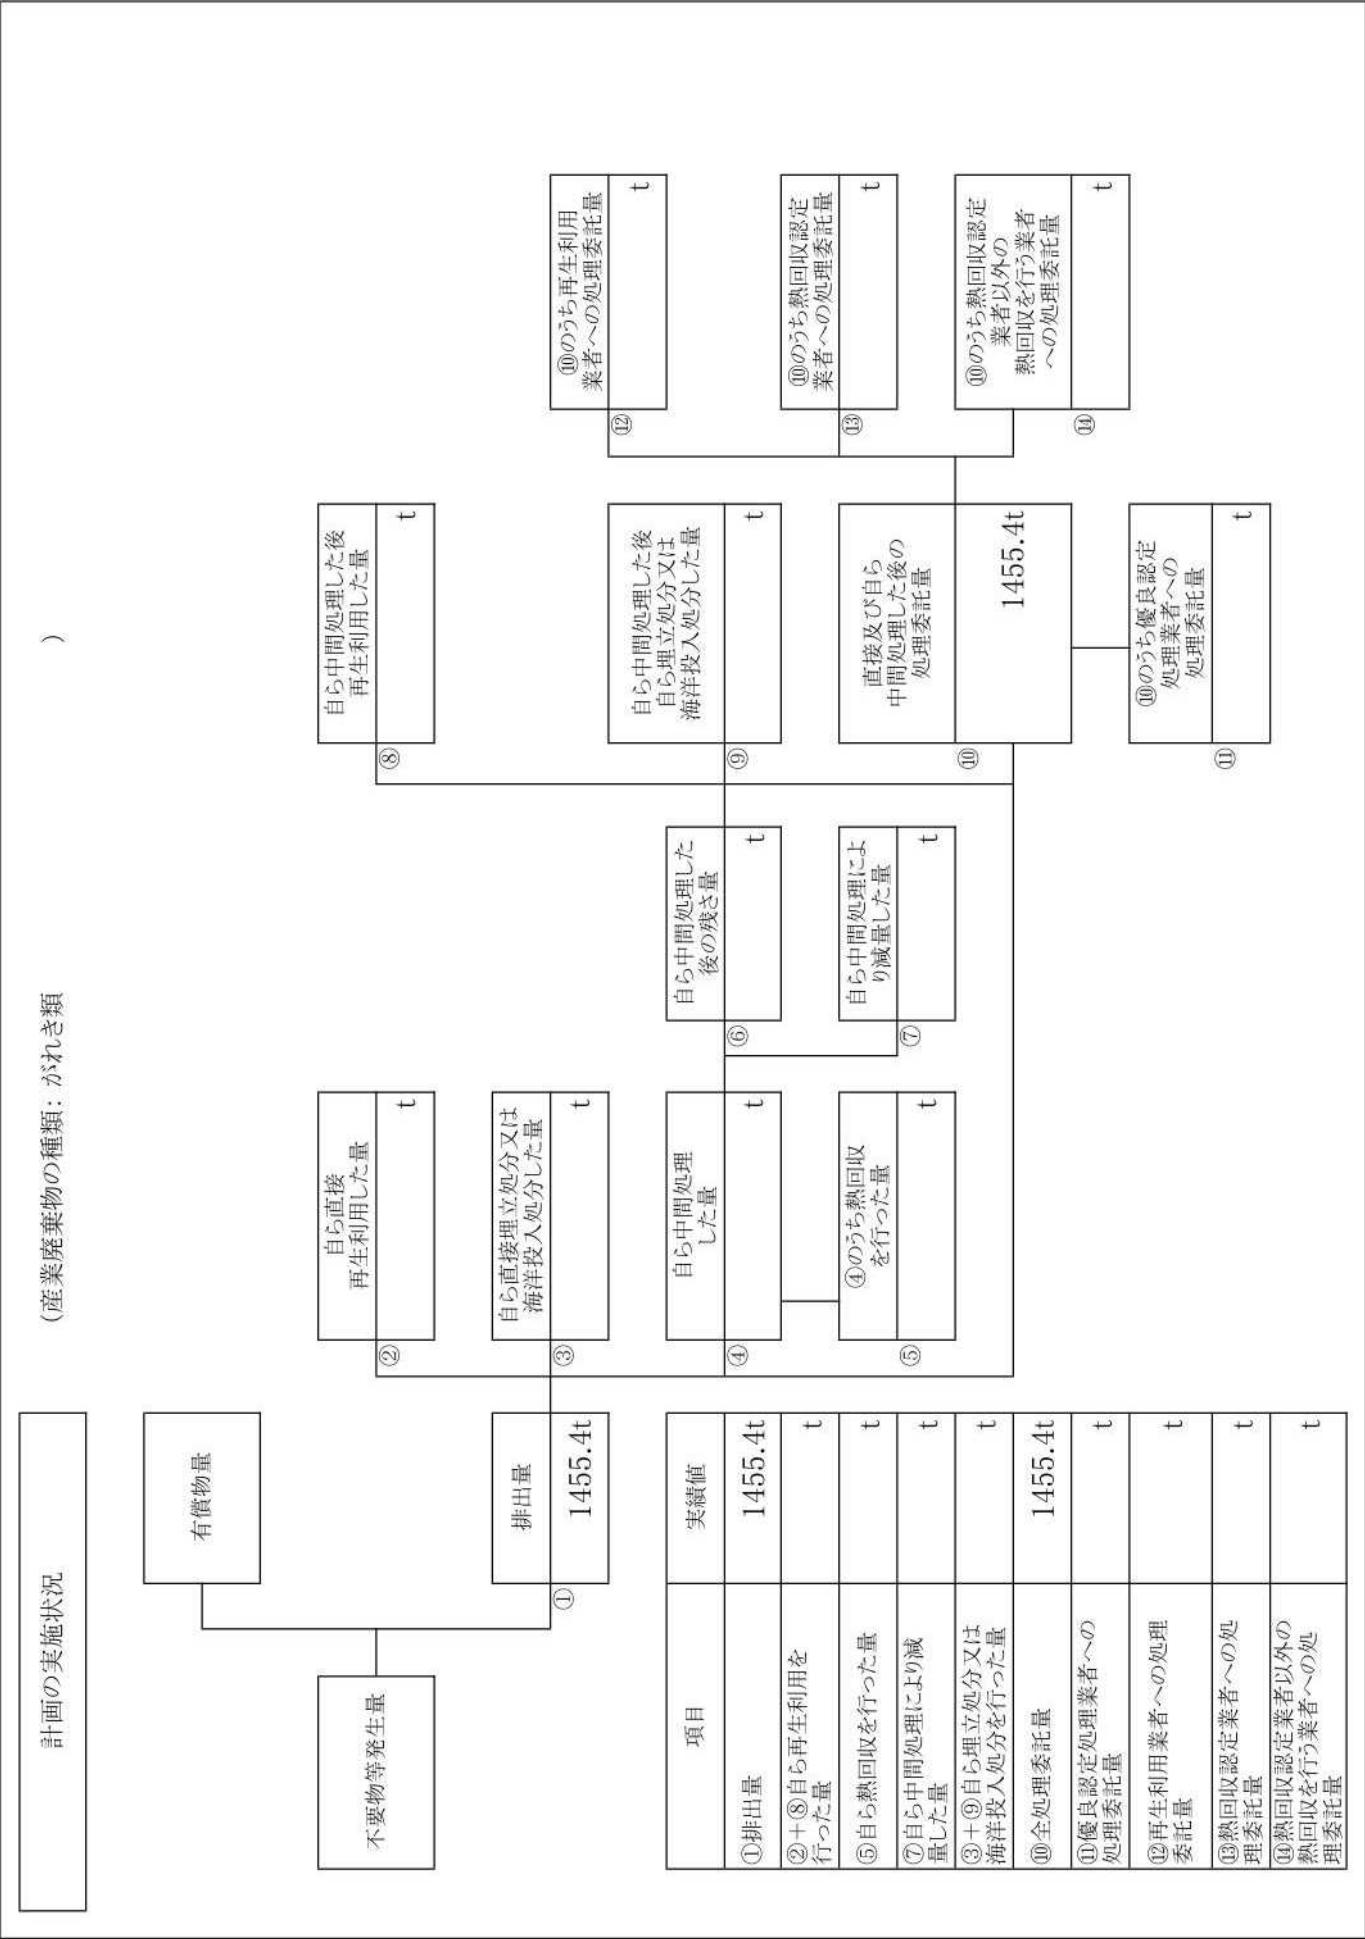 計画の実施状況
(産業廃棄物の種類： がれき類
)
有償物量
不要物等発生量
①
排出量
1455.4t
②
自ら直接
再生利用した量
t
③
自ら直接埋立処分又は
海洋投入処分した量
t
④
自ら中間処理
した量
t
⑤
④のうち熱回収
を行った量
t
⑥
自ら中間処理した
後の残さ量
t
⑦
自ら中間処理によ
り減量した量
t
⑧
自ら中間処理した後
再生利用した量
t
⑨
自ら中間処理した後
自ら埋立処分又は
海洋投入処分した量
t
⑩
直接及び自ら
中間処理した後の
処理委託量
1455.4t
⑪
⑩のうち優良認定
処理業者への
処理委託量
t
⑫
⑩のうち再生利用
業者への処理委託量
t
⑬
⑩のうち熱回収認定
業者への処理委託量
t
⑭
⑩のうち熱回収認定
業者以外の
熱回収を行う業者
への処理委託量
t
項目 実績値
①排出量 1455.4t
②＋⑧自ら再生利用を
行った量 t
⑤自ら熱回収を行った量 t
⑦自ら中間処理により減
量した量 t
③＋⑨自ら埋立処分又は
海洋投入処分を行った量 t
⑩全処理委託量 1455.4t
⑪優良認定処理業者への
処理委託量 t
⑫再生利用業者への処理
委託量 t
⑬熱回収認定業者への処
理委託量 t
⑭熱回収認定業者以外の
熱回収を行う業者への処
理委託量 t